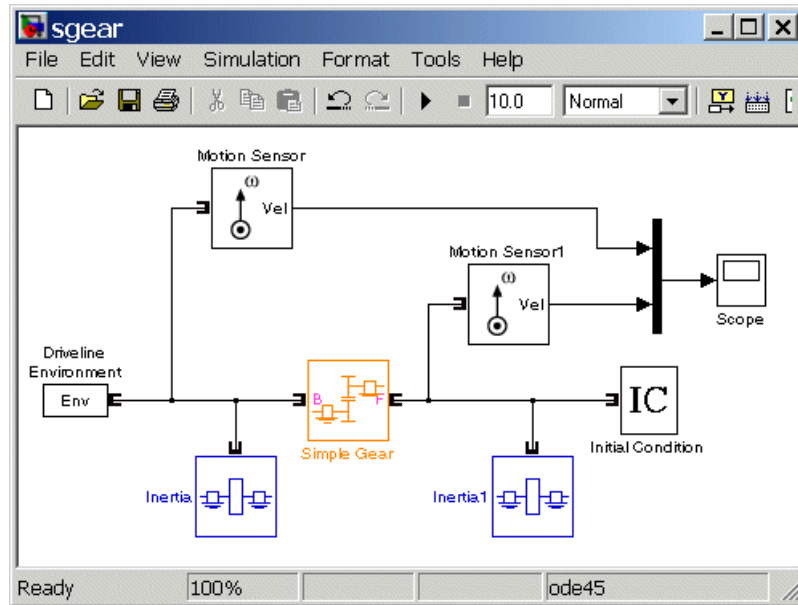 sgear
File Edit View Simulation Format Tools Help
10.0 Normal
Motion Sensor
ω
Vel
Motion Sensor1
ω
Vel
Scope
Driveline
Environment
Env
B F
Simple Gear
IC
Initial Condition
Inertia
Inertia1
Ready 100% ode45